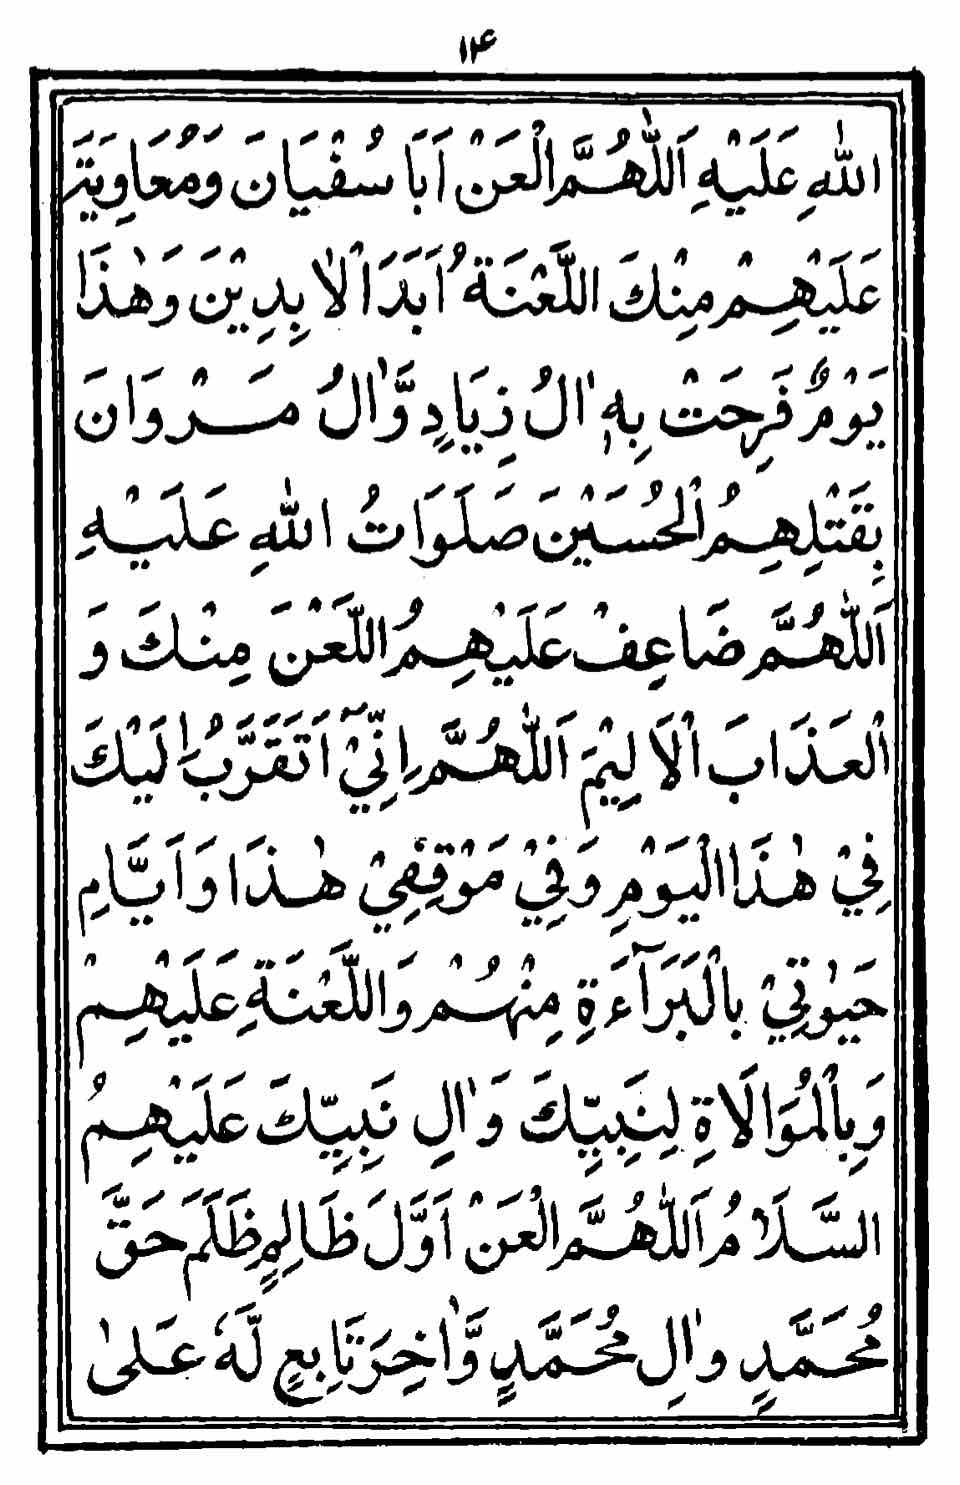 ۱۴
اللهِ عَلَيْهِ اَللّٰهُمَّ الْعَنْ اَبَا سُفْيَانَ وَمُعَاوِيَةَ
عَلَيْهِمْ مِنْكَ اللَّعْنَةُ اَبَدَ الْاٰبِدِيْنَ وَهٰذَا
يَوْمٌ فَرِحَتْ بِهٖ اٰلُ زِيَادٍ وَّاٰلُ مَرْوَانَ
بِقَتْلِهِمُ الْحُسَيْنَ صَلَوَاتُ اللهِ عَلَيْهِ
اَللّٰهُمَّ ضَاعِفْ عَلَيْهِمُ اللَّعْنَ مِنْكَ وَ
الْعَذَابَ الْاَلِيْمَ اَللّٰهُمَّ اِنِّيْٓ اَتَقَرَّبُ اِلَيْكَ
فِيْ هٰذَا الْيَوْمِ وَفِيْ مَوْقِفِيْ هٰذَا وَاَيَّامِ
حَيٰوتِيْ بِالْبَرَآءَةِ مِنْهُمْ وَاللَّعْنَةِ عَلَيْهِمْ
وَبِالْمُوَالَاةِ لِنَبِيِّكَ وَاٰلِ نَبِيِّكَ عَلَيْهِمُ
السَّلَامُ اَللّٰهُمَّ الْعَنْ اَوَّلَ ظَالِمٍ ظَلَمَ حَقَّ
مُحَمَّدٍ وَاٰلِ مُحَمَّدٍ وَّاٰخِرَ تَابِعٍ لَّهٗ عَلٰى